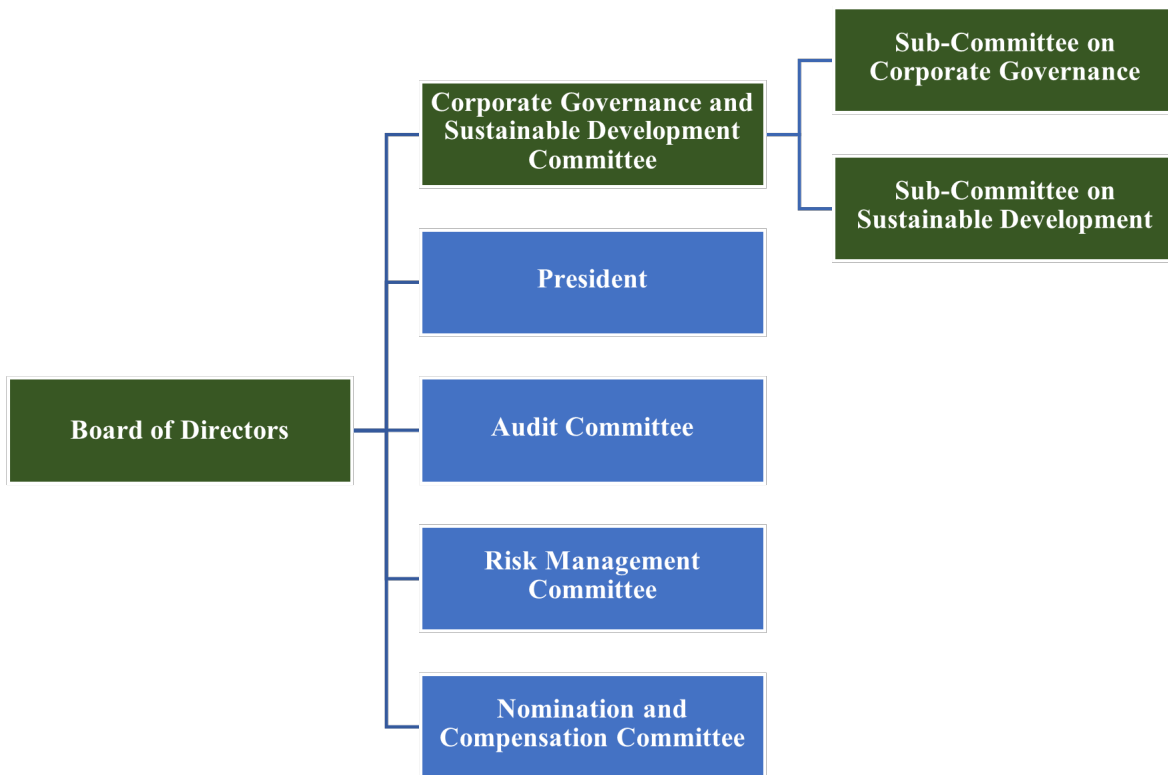 Sub-Committee on
Corporate Governance
Corporate Governance and
Sustainable Development
Committee
Sub-Committee on
Sustainable Development
President
Board of Directors
Audit Committee
Risk Management
Committee
Nomination and
Compensation Committee